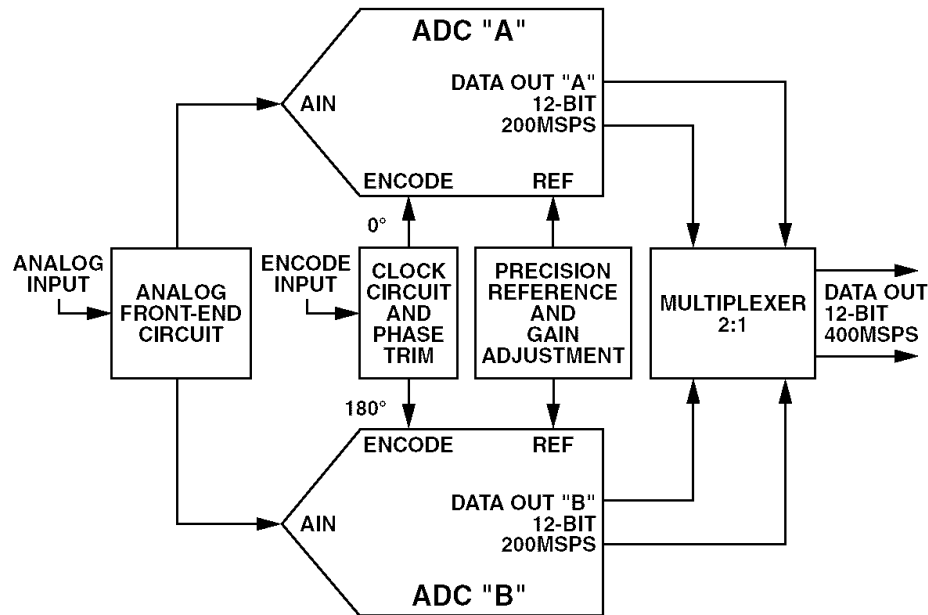 ADC "A"
DATA OUT "A"
12-BIT
200MSPS
AIN
ENCODE
REF
0°
ANALOG
INPUT
ANALOG
FRONT-END
CIRCUIT
ENCODE
INPUT
CLOCK
CIRCUIT
AND
PHASE
TRIM
PRECISION
REFERENCE
AND
GAIN
ADJUSTMENT
MULTIPLEXER
2:1
DATA OUT
12-BIT
400MSPS
180°
ENCODE
REF
AIN
DATA OUT "B"
12-BIT
200MSPS
ADC "B"